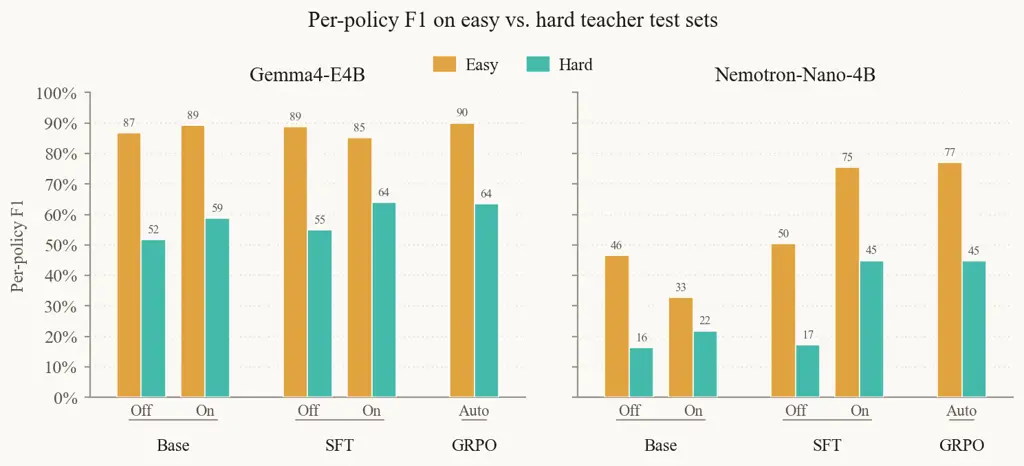 Per-policy F1 on easy vs. hard teacher test sets
Easy Hard
Gemma4-E4B
Nemotron-Nano-4B
Per-policy F1
100%
90%
80%
70%
60%
50%
40%
30%
20%
10%
0%
87 52 89 59 89 55 85 64 90 64
46 16 33 22 50 17 75 45 77 45
Off On Off On Auto
Base SFT GRPO
Off On Off On Auto
Base SFT GRPO